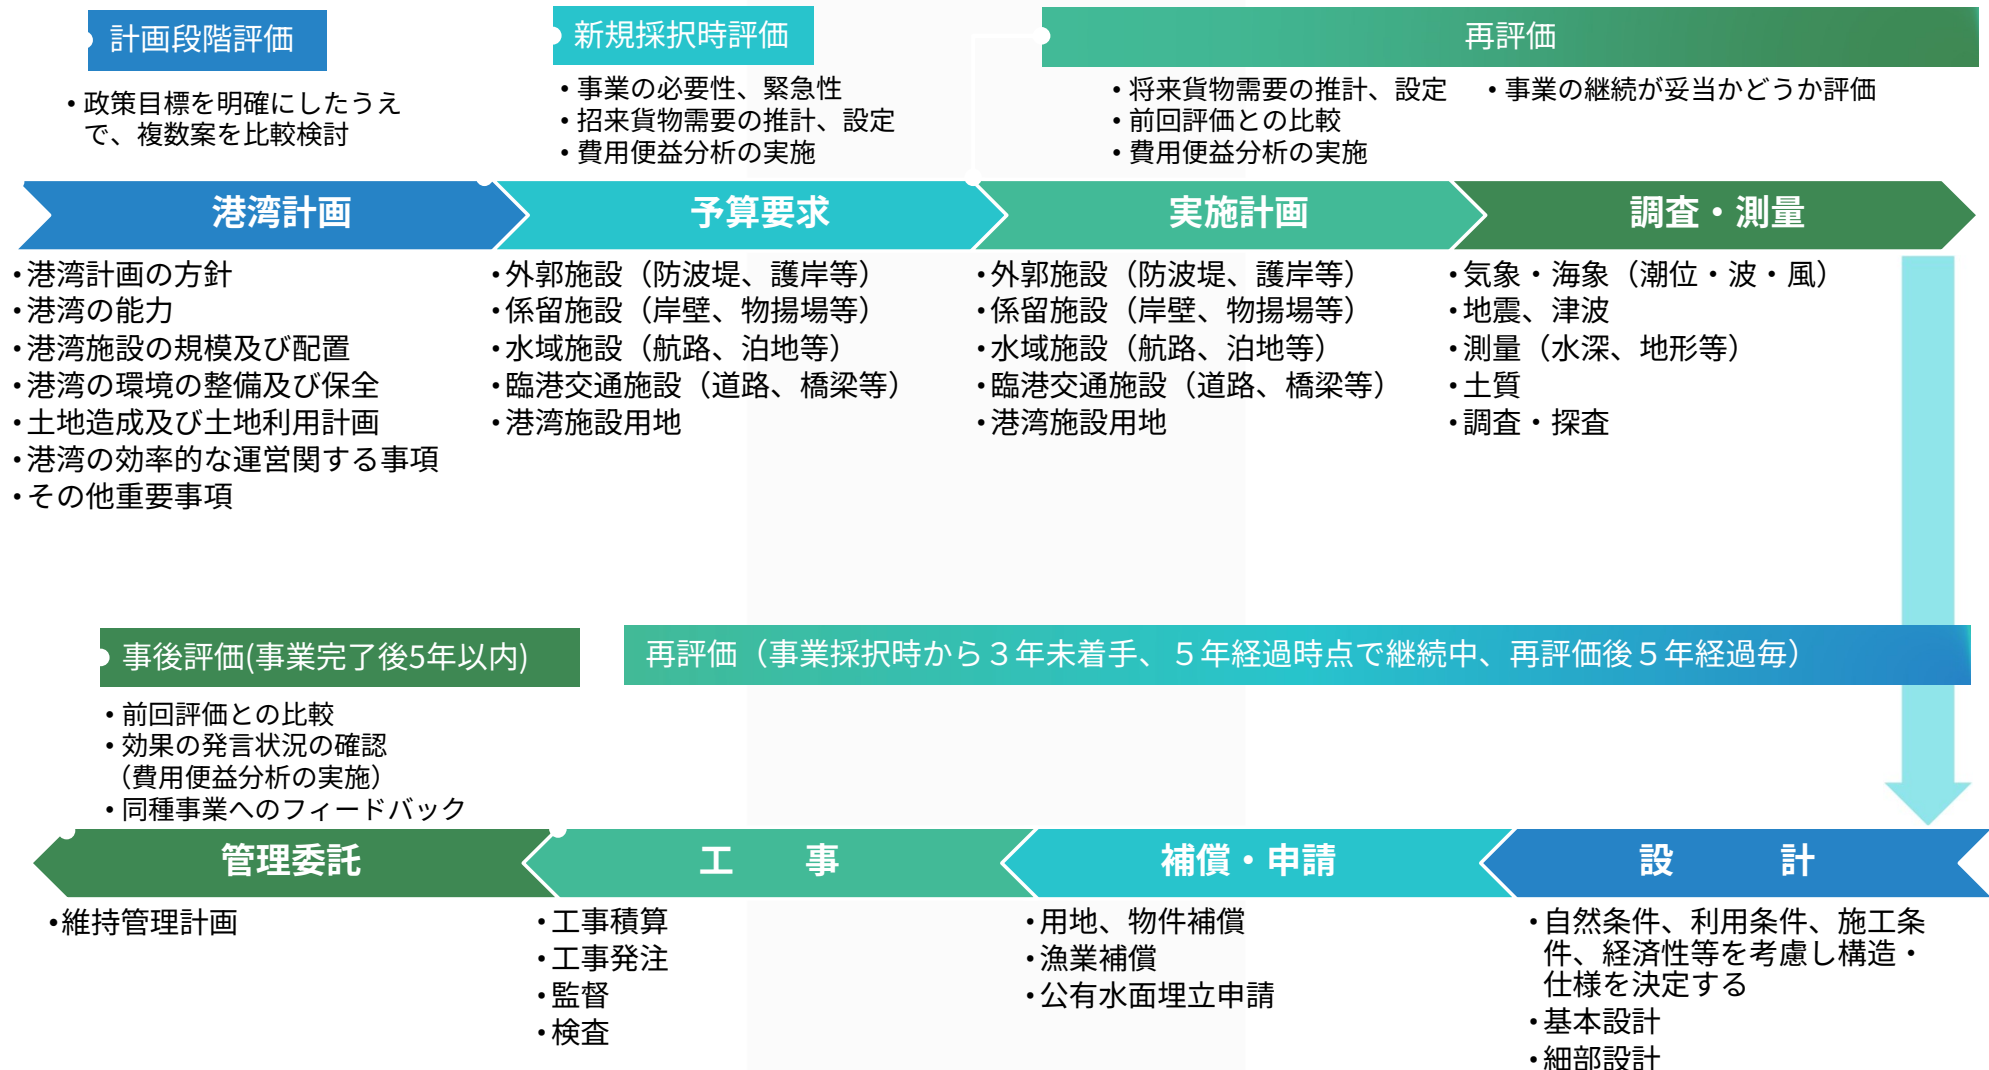 計画段階評価
・政策目標を明確にしたうえ
で、複数案を比較検討
新規採択時評価
・事業の必要性、緊急性
・招来貨物需要の推計、設定
・費用便益分析の実施
再評価
・将来貨物需要の推計、設定
・前回評価との比較
・費用便益分析の実施
・事業の継続が妥当かどうか評価
港湾計画
・港湾計画の方針
・港湾の能力
・港湾施設の規模及び配置
・港湾の環境の整備及び保全
・土地造成及び土地利用計画
・港湾の効率的な運営関する事項
・その他重要事項
予算要求
・外郭施設（防波堤、護岸等）
・係留施設（岸壁、物揚場等）
・水域施設（航路、泊地等）
・臨港交通施設（道路、橋梁等）
・港湾施設用地
実施計画
・外郭施設（防波堤、護岸等）
・係留施設（岸壁、物揚場等）
・水域施設（航路、泊地等）
・臨港交通施設（道路、橋梁等）
・港湾施設用地
調査・測量
・気象・海象（潮位・波・風）
・地震、津波
・測量（水深、地形等）
・土質
・調査・探査
事後評価(事業完了後5年以内)
・前回評価との比較
・効果の発言状況の確認
（費用便益分析の実施）
・同種事業へのフィードバック
再評価（事業採択時から３年未着手、５年経過時点で継続中、再評価後５年経過毎）
管理委託
・維持管理計画
工　　事
・工事積算
・工事発注
・監督
・検査
補償・申請
・用地、物件補償
・漁業補償
・公有水面埋立申請
設　　　計
・自然条件、利用条件、施工条
件、経済性等を考慮し構造・
仕様を決定する
・基本設計
・細部設計